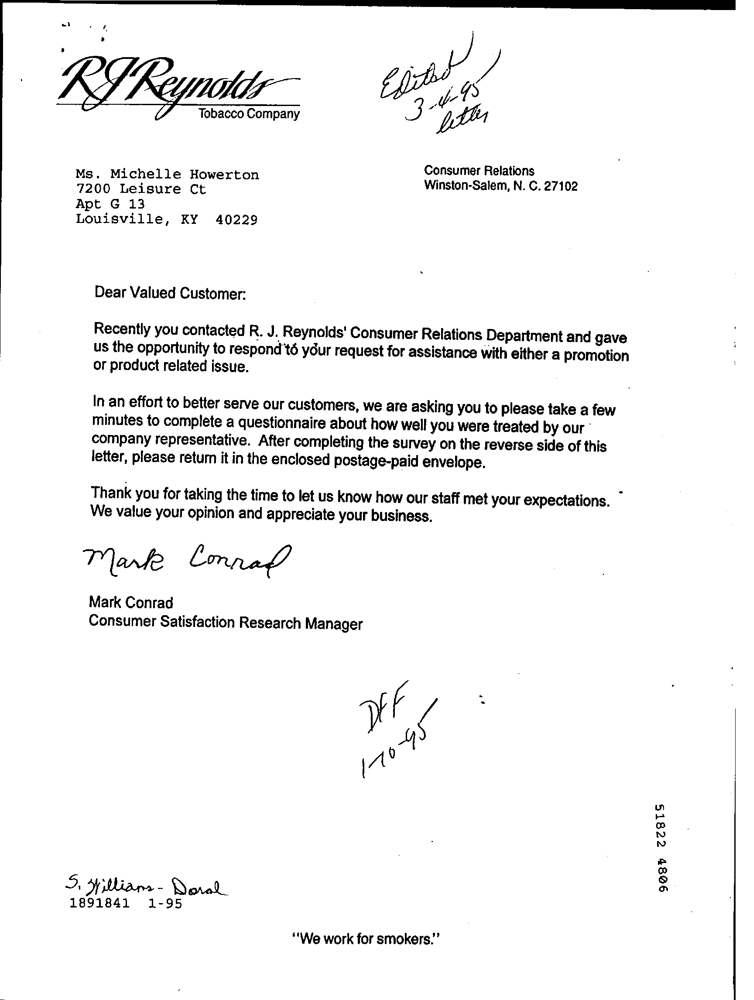 RJReynolds
Tobacco Company
Edited
3-4-95
letter
Ms. Michelle Howerton
7200 Leisure Ct
Apt G 13
Louisville, KY  40229
Consumer Relations
Winston-Salem, N. C. 27102
Dear Valued Customer:
Recently you contacted R. J. Reynolds' Consumer Relations Department and gave
us the opportunity to respond to your request for assistance with either a promotion
or product related issue.
In an effort to better serve our customers, we are asking you to please take a few
minutes to complete a questionnaire about how well you were treated by our
company representative.  After completing the survey on the reverse side of this
letter, please return it in the enclosed postage-paid envelope.
Thank you for taking the time to let us know how our staff met your expectations.
We value your opinion and appreciate your business.
Mark Conrad
Mark Conrad
Consumer Satisfaction Research Manager
DFF
1-10-95
51822 4806
S. Williams - Doral
1891841  1-95
"We work for smokers."